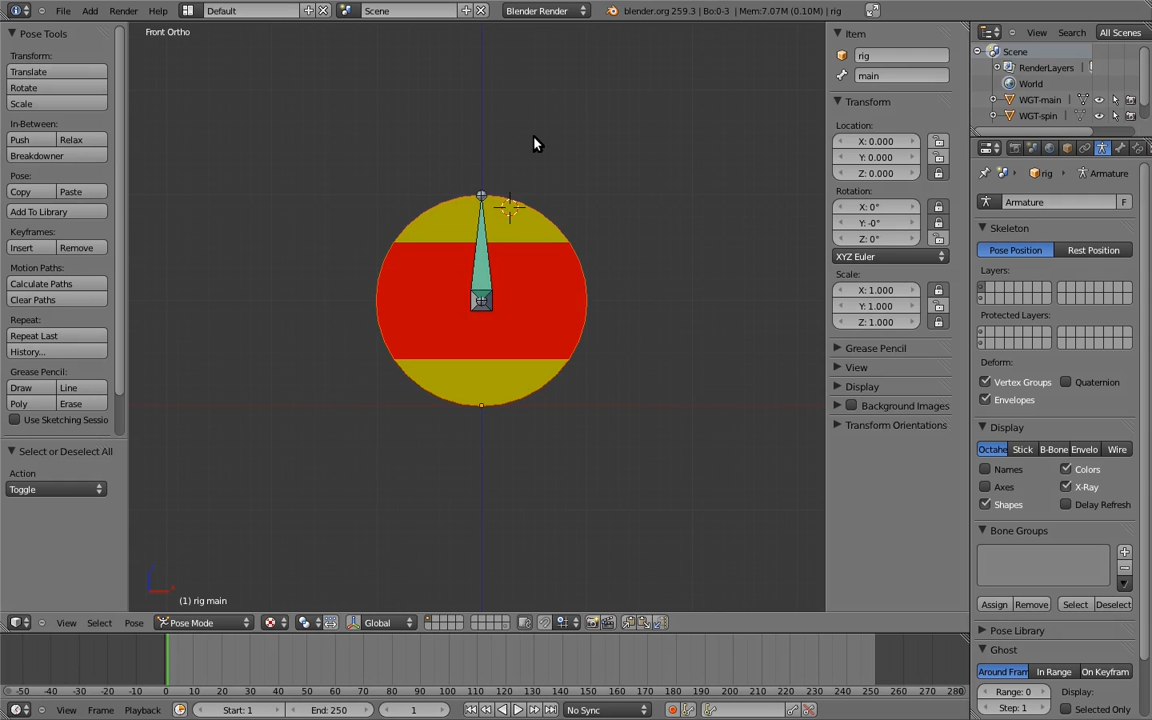 File Add Render Help Default Scene Blender Render blender.org 259.3 | Bo:0-3 | Mem:7.07M (0.10M) | rig
Pose Tools
Transform:
Translate
Rotate
Scale
In-Between:
Push Relax
Breakdowner
Pose:
Copy Paste
Add To Library
Keyframes:
Insert Remove
Motion Paths:
Calculate Paths
Clear Paths
Repeat:
Repeat Last
History...
Grease Pencil:
Draw Line
Poly Erase
Use Sketching Sessio
Select or Deselect All
Action
Toggle
Front Ortho
(1) rig main
View Select Pose Pose Mode Global
Item
rig
main
Transform
Location:
X: 0.000
Y: 0.000
Z: 0.000
Rotation:
X: 0°
Y: -0°
Z: 0°
XYZ Euler
Scale:
X: 1.000
Y: 1.000
Z: 1.000
Grease Pencil
View
Display
Background Images
Transform Orientations
View Search All Scenes
Scene
RenderLayers |
World
WGT-main
WGT-spin
rig Armature
Armature F
Skeleton
Pose Position Rest Position
Layers:
Protected Layers:
Deform:
Vertex Groups Quaternion
Envelopes
Display
Octahe Stick B-Bone Envelo Wire
Names Colors
Axes X-Ray
Shapes Delay Refresh
Bone Groups
Assign Remove Select Deselect
Pose Library
Ghost
Around Fram In Range On Keyfram
Range: 0 Display:
Step: 1 Selected Only
-50 -40 -30 -20 -10 0 10 20 30 40 50 60 70 80 90 100 110 120 130 140 150 160 170 180 190 200 210 220 230 240 250 260 270 280
View Frame Playback Start: 1 End: 250 1 No Sync